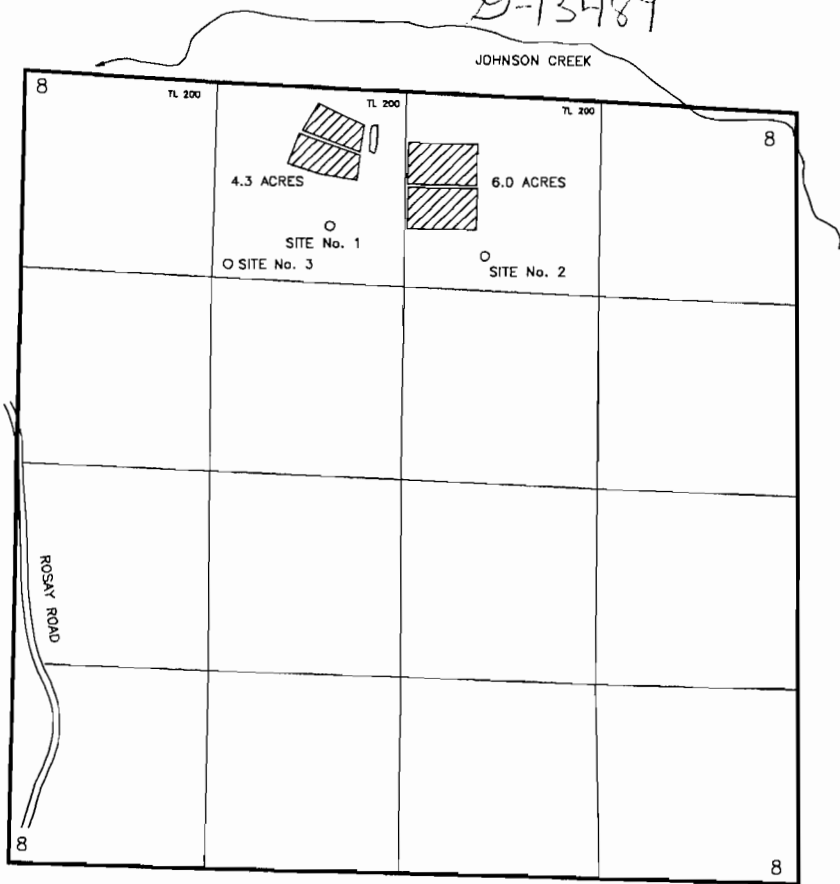 JOHNSON CREEK
8
TL 200
TL 200
TL 200
8
4.3 ACRES
6.0 ACRES
SITE No. 1
SITE No. 3
SITE No. 2
ROSAY ROAD
8
8